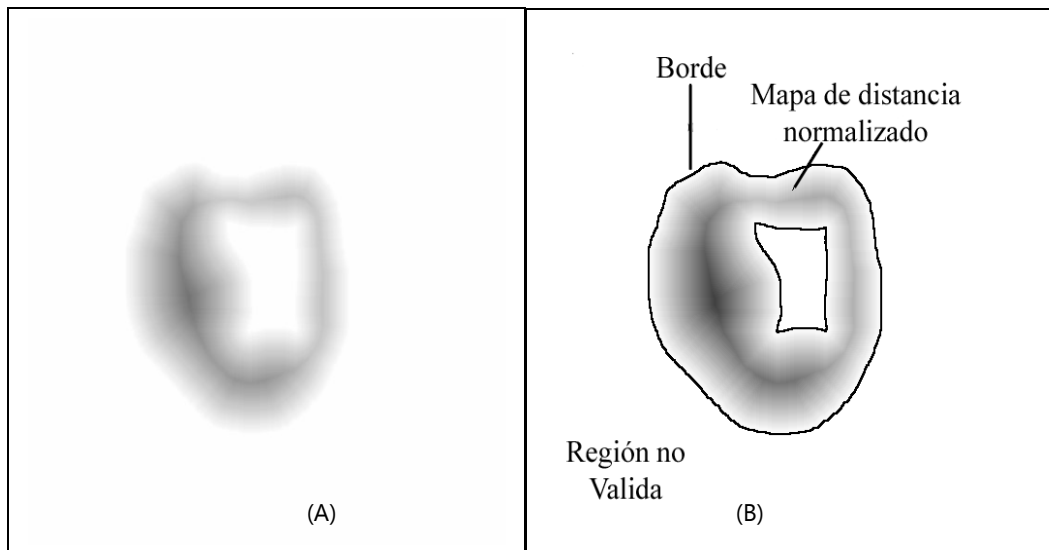 Borde
Mapa de distancia
normalizado
Región no
Valida
(A)
(B)